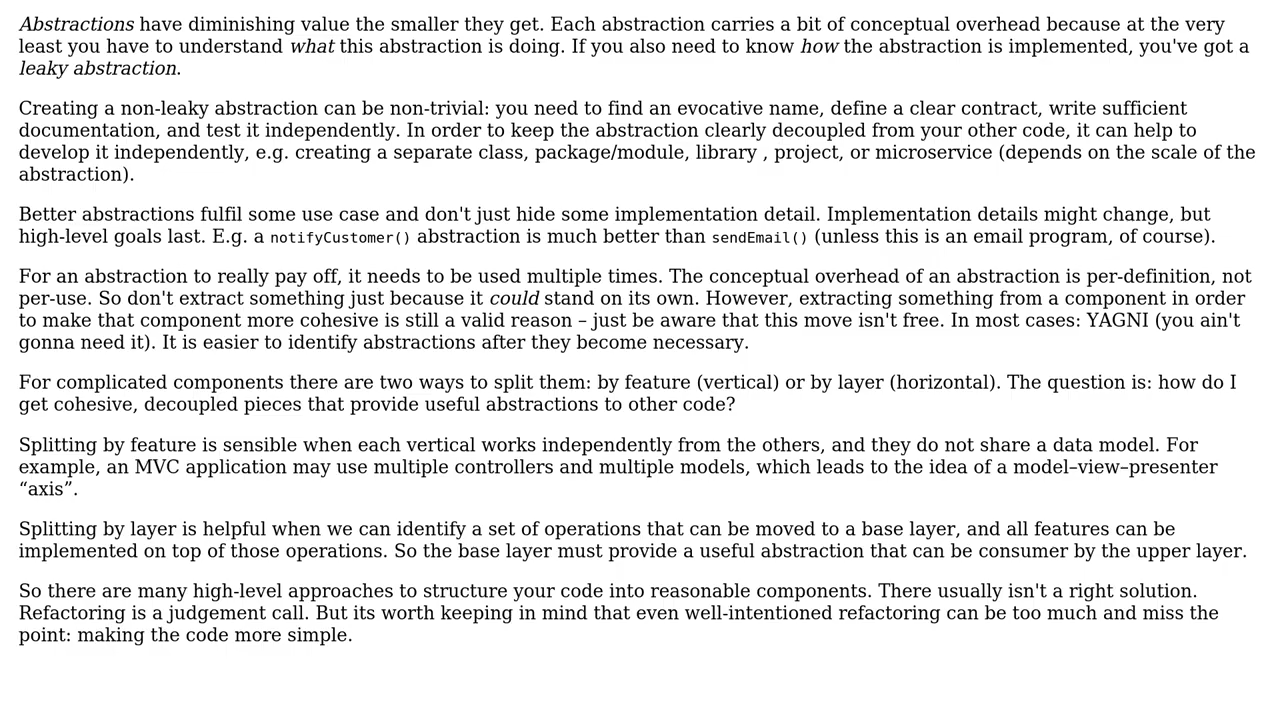 Abstractions have diminishing value the smaller they get. Each abstraction carries a bit of conceptual overhead because at the very
least you have to understand what this abstraction is doing. If you also need to know how the abstraction is implemented, you've got a
leaky abstraction.
Creating a non-leaky abstraction can be non-trivial: you need to find an evocative name, define a clear contract, write sufficient
documentation, and test it independently. In order to keep the abstraction clearly decoupled from your other code, it can help to
develop it independently, e.g. creating a separate class, package/module, library , project, or microservice (depends on the scale of the
abstraction).
Better abstractions fulfil some use case and don't just hide some implementation detail. Implementation details might change, but
high-level goals last. E.g. a notifyCustomer() abstraction is much better than sendEmail() (unless this is an email program, of course).
For an abstraction to really pay off, it needs to be used multiple times. The conceptual overhead of an abstraction is per-definition, not
per-use. So don't extract something just because it could stand on its own. However, extracting something from a component in order
to make that component more cohesive is still a valid reason – just be aware that this move isn't free. In most cases: YAGNI (you ain't
gonna need it). It is easier to identify abstractions after they become necessary.
For complicated components there are two ways to split them: by feature (vertical) or by layer (horizontal). The question is: how do I
get cohesive, decoupled pieces that provide useful abstractions to other code?
Splitting by feature is sensible when each vertical works independently from the others, and they do not share a data model. For
example, an MVC application may use multiple controllers and multiple models, which leads to the idea of a model–view–presenter
“axis”.
Splitting by layer is helpful when we can identify a set of operations that can be moved to a base layer, and all features can be
implemented on top of those operations. So the base layer must provide a useful abstraction that can be consumer by the upper layer.
So there are many high-level approaches to structure your code into reasonable components. There usually isn't a right solution.
Refactoring is a judgement call. But its worth keeping in mind that even well-intentioned refactoring can be too much and miss the
point: making the code more simple.